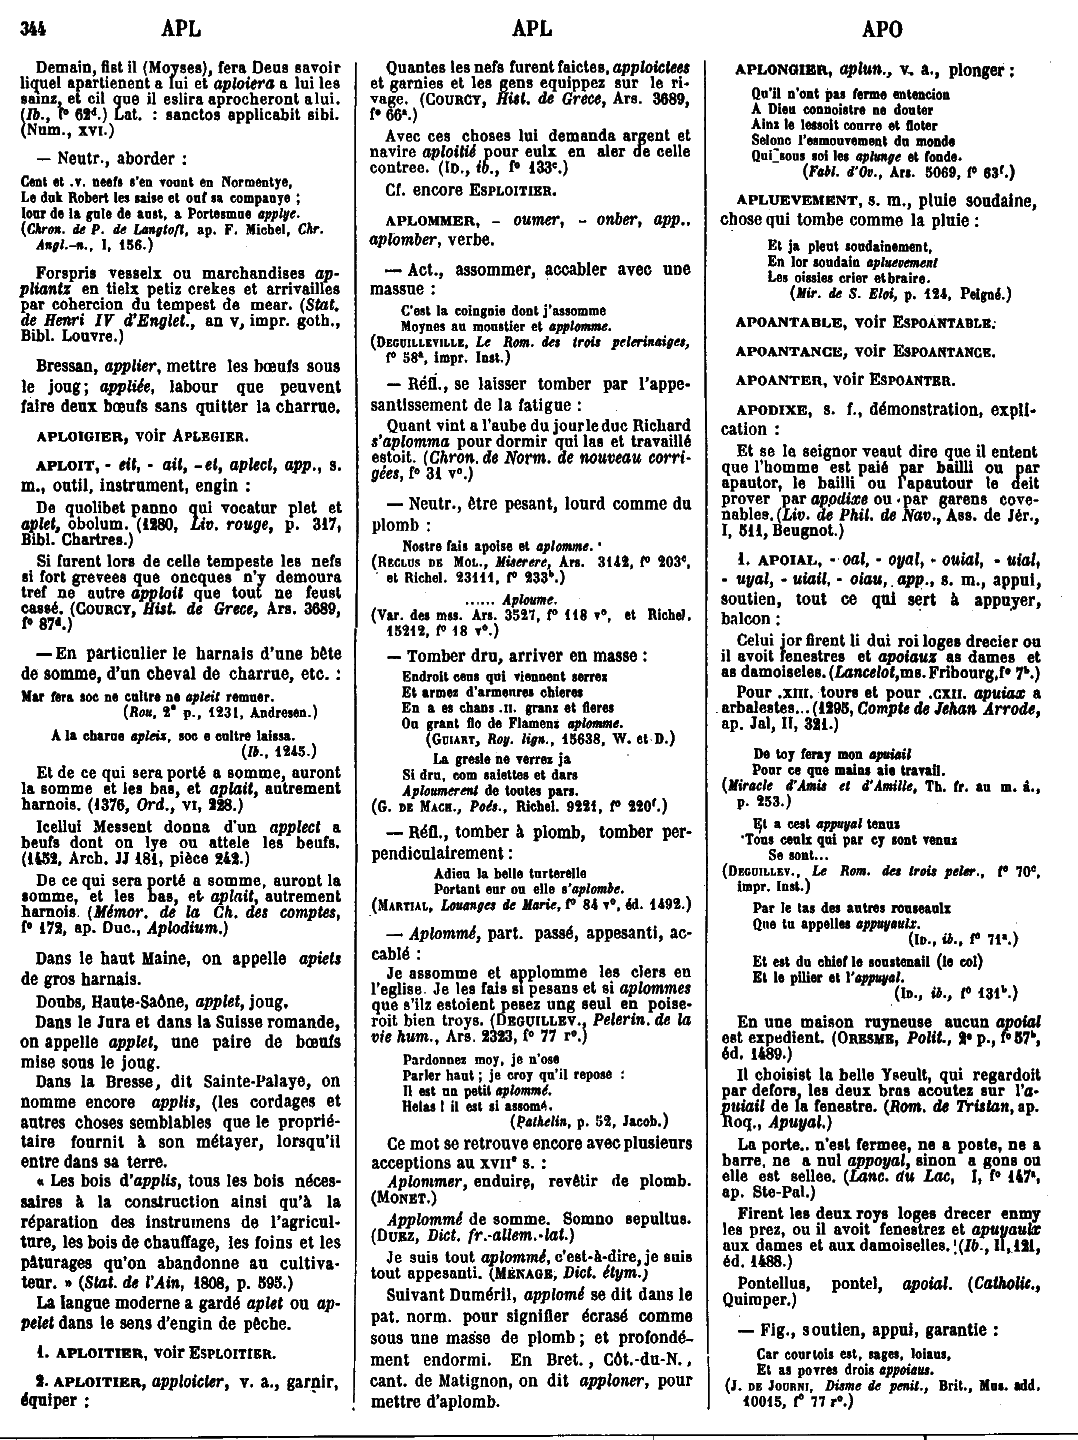 344 APL APL APO
Demain, fist il (Moyses), fera Deus savoir
liquel apartienent a lui et aploiera a lui les
sainz, et cil que il eslira aprocheront a lui.
(Ib., f° 62ᵈ.) Lat. : sanctos applicabit sibi.
(Num., XVI.)
— Neutr., aborder :
Cent et .v. neefs s'en vount en Normentye,
Le duk Robert les saise et ouf sa companye ;
Iour de la gule de aust, a Portesmue applye.
(Chron. de P. de Langtoft, ap. F. Michel, Chr.
Angl.-n., I, 156.)
Forspris vesselx ou marchandises ap-
pliantz en tielx petiz crekes et arrivailles
par cohercion du tempest de mear. (Stat.
de Henri IV d'Englet., an V, impr. goth.,
Bibl. Louvre.)
Bressan, applier, mettre les bœufs sous
le joug; appliée, labour que peuvent
faire deux bœufs sans quitter la charrue.
APLOIGIER, voir APLEGIER.
APLOIT, - eit, - ait, -et, aplect, app., s.
m., outil, instrument, engin :
De quolibet panno qui vocatur plet et
aplet, obolum. (1280, Liv. rouge, p. 317,
Bibl. Chartres.)
Si furent lors de celle tempeste les nefs
si fort grevees que oncques n'y demoura
tref ne autre apploit que tout ne feust
cassé. (COURCY, Hist. de Grece, Ars. 3689,
f° 87ᵈ.)
— En particulier le harnais d'une bête
de somme, d'un cheval de charrue, etc. :
Mar fera soc ne cultre ne apleit remuer.
(Rou, 2ᵉ p., 1231, Andresen.)
A la charue apleiz, soc e cultre laissa.
(Ib., 1245.)
Et de ce qui sera porté a somme, auront
la somme et les bas, et aplait, autrement
harnois. (1376, Ord., VI, 228.)
Icellui Messent donna d'un applect a
beufs dont on lye ou attele les beufs.
(1452, Arch. JJ 181, pièce 242.)
De ce qui sera porté a somme, auront la
somme, et les bas, et aplait, autrement
harnois. (Mémor. de la Ch. des comptes,
f° 172, ap. Duc., Aplodium.)
Dans le haut Maine, on appelle apiets
de gros harnais.
Doubs, Haute-Saône, applet, joug.
Dans le Jura et dans la Suisse romande,
on appelle applet, une paire de bœufs
mise sous le joug.
Dans la Bresse, dit Sainte-Palaye, on
nomme encore applis, (les cordages et
autres choses semblables que le proprié-
taire fournit à son métayer, lorsqu'il
entre dans sa terre.
« Les bois d'applis, tous les bois néces-
saires à la construction ainsi qu'à la
réparation des instrumens de l'agricul-
ture, les bois de chauffage, les foins et les
pâturages qu'on abandonne au cultiva-
teur. » (Stat. de l'Ain, 1808, p. 595.)
La langue moderne a gardé aplet ou ap-
pelet dans le sens d'engin de pêche.
1. APLOITIER, voir ESPLOITIER.
2. APLOITIER, apploicter, v. a., garnir,
équiper :
Quantes les nefs furent faictes, apploictees
et garnies et les gens equippez sur le ri-
vage. (COURCY, Hist. de Grece, Ars. 3689,
f° 66ᵃ.)
Avec ces choses lui demanda argent et
navire aploitié pour eulx en aler de celle
contree. (ID., ib., f° 133ᶜ.)
Cf. encore ESPLOITIER.
APLOMMER, - oumer, - onber, app.,
aplomber, verbe.
— Act., assommer, accabler avec une
massue :
C'est la coingnie dont j'assomme
Moynes au moustier et applomme.
(DEGUILLEVILLE, Le Rom. des trois pelerinaiges,
f° 58ᵃ, impr. Inst.)
— Réfl., se laisser tomber par l'appe-
santissement de la fatigue :
Quant vint a l'aube du jour le duc Richard
s'aplomma pour dormir qui las et travaillé
estoit. (Chron. de Norm. de nouveau corri-
gées, f° 31 v°.)
— Neutr., être pesant, lourd comme du
plomb :
Nostre fais apoise et aplomme.
(RECLUS DE MOL., Miserere, Ars. 3142, f° 203ᶜ,
et Richel. 23111, f° 233ᵇ.)
...... Aploume.
(Var. des mss. Ars. 3527, f° 118 v°, et Richel.
15212, f° 18 v°.)
— Tomber dru, arriver en masse :
Endroit ceus qui viennent serrez
Et armez d'armeures chieres
En a es chans .II. granz et fieres
Ou grant flo de Flamenz aplomme.
(GUIART, Roy. lign., 15638, W. et D.)
La gresle ne verrez ja
Si dru, com saiettes et dars
Aploumerent de toutes pars.
(G. DE MACH., Poés., Richel. 9221, f° 220ᶠ.)
— Réfl., tomber à plomb, tomber per-
pendiculairement :
Adieu la belle turterelle
Portant eur ou elle s'aplombe.
(MARTIAL, Louanges de Marie, f° 84 v°, éd. 1492.)
— Aplommé, part. passé, appesanti, ac-
cablé :
Je assomme et applomme les clers en
l'eglise. Je les fais si pesans et si aplommes
que s'ilz estoient pesez ung seul en poise-
roit bien troys. (DEGUILLEV., Pelerin. de la
vie hum., Ars. 2323, f° 77 r°.)
Pardonnez moy, je n'ose
Parler haut ; je croy qu'il repose :
Il est un petit aplommé.
Helas ! il est si assomé.
(Pathelin, p. 52, Jacob.)
Ce mot se retrouve encore avec plusieurs
acceptions au XVIIᵉ s. :
Aplommer, enduire, revêtir de plomb.
(MONET.)
Applommé de somme. Somno sepultus.
(DUEZ, Dict. fr.-allem.-lat.)
Je suis tout aplommé, c'est-à-dire, je suis
tout appesanti. (MÉNAGE, Dict. étym.)
Suivant Duméril, applomé se dit dans le
pat. norm. pour signifier écrasé comme
sous une masse de plomb ; et profondé-
ment endormi. En Bret., Côt.-du-N.,
cant. de Matignon, on dit apploner, pour
mettre d'aplomb.
APLONGIER, aplun., v. a., plonger :
Qu'il n'ont pas ferme entencion
A Dieu connoistre ne douter
Ainz le lessoit courre et floter
Selonc l'esmouvement du monde
Qui sous soi les aplunge et fonde.
(Fabl. d'Ov., Ars. 5069, f° 63ᶠ.)
APLUEVEMENT, s. m., pluie soudaine,
chose qui tombe comme la pluie :
Et ja pleut soudainement,
En lor soudain apluevement
Les oissies crier et braire.
(Mir. de S. Eloi, p. 124, Peigné.)
APOANTABLE, voir ESPOANTABLE.
APOANTANCE, voir ESPOANTANCE.
APOANTER, voir ESPOANTER.
APODIXE, s. f., démonstration, expli-
cation :
Et se le seignor veaut dire que il entent
que l'homme est paié par bailli ou par
apautor, le bailli ou l'apautour le deit
prover par apodixe ou par garens cove-
nables. (Liv. de Phil. de Nav., Ass. de Jér.,
I, 511, Beugnot.)
1. APOIAL, - oal, - oyal, - ouial, - uial,
- uyal, - uiail, - oiau, app., s. m., appui,
soutien, tout ce qui sert à appuyer,
balcon :
Celui jor firent li dui roi loges drecier ou
il avoit fenestres et apoiaux as dames et
as damoiseles. (Lancelot, ms. Fribourg, f° 7ᵇ.)
Pour .XIII. tours et pour .CXII. apuiax a
arbalestes... (1295, Compte de Jehan Arrode,
ap. Jal, II, 321.)
De toy feray mon apuiail
Pour ce que mains aie travail.
(Miracle d'Amis et d'Amille, Th. fr. au m. â.,
p. 253.)
Et a cest appuyal tenus
Tous ceulx qui par cy sont venus
Se sont...
(DEGUILLEV., Le Rom. des trois peler., f° 70ᶜ,
impr. Inst.)
Par le tas des autres rouseaulx
Que tu appelles appuyaulx.
(ID., ib., f° 71ᵃ.)
Et est du chief le soustenail (le col)
Et le pilier et l'appuyal.
(ID., ib., f° 131ᵇ.)
En une maison ruyneuse aucun apoial
est expedient. (ORESME, Polit., 2ᵉ p., f° 57ᵇ,
éd. 1489.)
Il choisist la belle Yseult, qui regardoit
par defors, les deux bras acoutez sur l'a-
puiail de la fenestre. (Rom. de Tristan, ap.
Roq., Apuyal.)
La porte.. n'est fermee, ne a poste, ne a
barre, ne a nul appoyal, sinon a gons ou
elle est sellee. (Lanc. du Lac, I, f° 147ᵃ,
ap. Ste-Pal.)
Firent les deux roys loges drecer enmy
les prez, ou il avoit fenestrez et apuyaulx
aux dames et aux damoiselles. (Ib., II, 121,
éd. 1488.)
Pontellus, pontel, apoial. (Catholic.,
Quimper.)
— Fig., soutien, appui, garantie :
Car courtois est, sages, loiaus,
Et as povres drois appoiaus.
(J. DE JOURNI, Disme de penit., Brit., Mus. add.
10015, f° 77 r°.)